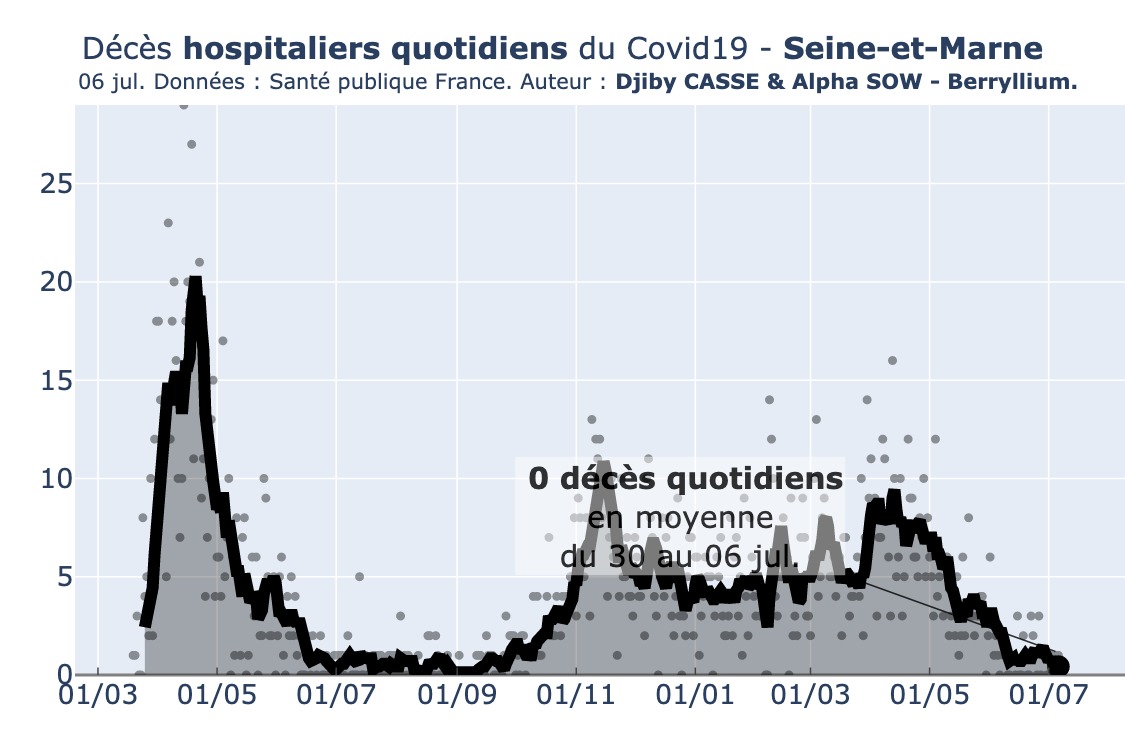 Décès hospitaliers quotidiens du Covid19 - Seine-et-Marne
06 jul. Données : Santé publique France. Auteur : Djiby CASSE & Alpha SOW - Berryllium.
25
20
15
10
5
0
0 décès quotidiens
en moyenne
du 30 au 06 jul.
01/03 01/05 01/07 01/09 01/11 01/01 01/03 01/05 01/07